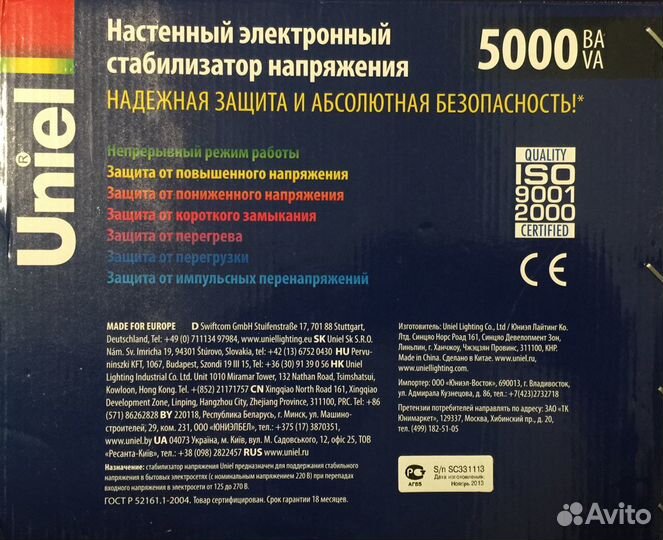 Uniel®
Настенный электронный
стабилизатор напряжения
5000 ВА
VA
НАДЕЖНАЯ ЗАЩИТА И АБСОЛЮТНАЯ БЕЗОПАСНОСТЬ!*
Непрерывный режим работы
Защита от повышенного напряжения
Защита от пониженного напряжения
Защита от короткого замыкания
Защита от перегрева
Защита от перегрузки
Защита от импульсных перенапряжений
QUALITY
ISO
9001
2000
CERTIFIED
CE
MADE FOR EUROPE D Swiftcom GmbH Stuifenstraße 17, 701 88 Stuttgart,
Deutschland, Tel: +49 (0) 711134 97984, www.uniellighting.eu SK Uniel Sk S.R.O.
Nám. Sv. Imricha 19, 94301 Štúrovo, Slovakia, tel: +42 (13) 6752 0430 HU Pervu-
ninszki KFT, 1067, Budapest, Szondi 19 III 15, Tel: +36 (30) 91 39 0 56 HK Uniel
Lighting Industrial Co. Ltd. Unit 1010 Miramar Tower, 132 Nathan Road, Tsimshatsui,
Kowloon, Hong Kong. Tel. +(852) 21171757 CN Xingqiao North Road 161, Xingqiao
Development Zone, Linping, Hangzhou City, Zhejiang Province, 311100, PRC. Tel: +86
(571) 86262828 BY 220118, Республика Беларусь, г. Минск, ул. Машино-
строителей, 29, ком. 231, ООО «ЮНИЭЛБЕЛ», тел.: +375 (17) 3870351,
www.uniel.by UA 04073 Україна, м. Київ, вул. М. Садовського, 12, офіс 25, ТОВ
«Ресанта-Київ», тел.: +38 (098) 2822457 RUS www.uniel.ru
Назначение: стабилизатор напряжения Uniel предназначен для поддержания стабильного
напряжения в бытовых электросетях (с номинальным напряжением 220 В) при перепадах
входного напряжения в электросети от 125 до 270 В.
ГОСТ Р 52161.1-2004. Товар сертифицирован. Срок гарантии 18 месяцев.
Изготовитель: Uniel Lighting Co., Ltd / Юниэл Лайтинг Ко.
Лтд. Синцяо Норс Роад 161, Синцяо Девелопмент Зон,
Линьпин, г. Ханчжоу, Чжэцзян Провинс, 311100, КНР.
Made in China. Сделано в Китае. www.uniel.ru,
www.uniellighting.com
Импортер: ООО «Юниэл-Восток», 690013, г. Владивосток,
ул. Адмирала Кузнецова, д. 86, тел.: +7(423)2732718
Претензии потребителей направлять по адресу: ЗАО «ТК
Юнимаркет», 129337, Москва, Хибинский пр., д. 20,
тел. (499) 182-51-05
АГ85
S/n SC331113
Дата изготовления:
Ноябрь 2013
Avito